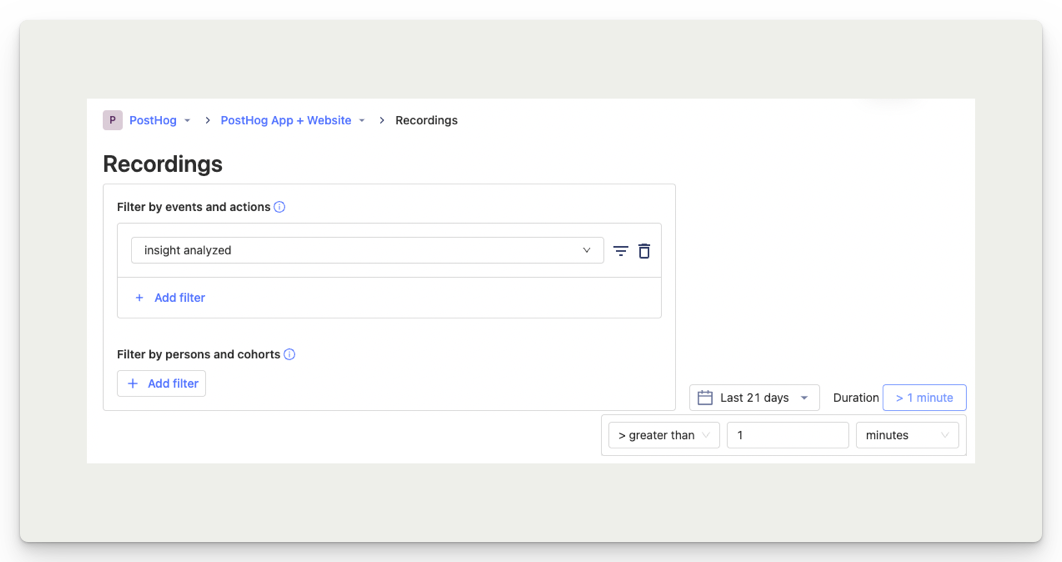 P PostHog > PostHog App + Website > Recordings
Recordings
Filter by events and actions
insight analyzed
+ Add filter
Filter by persons and cohorts
+ Add filter
Last 21 days Duration > 1 minute
> greater than 1 minutes